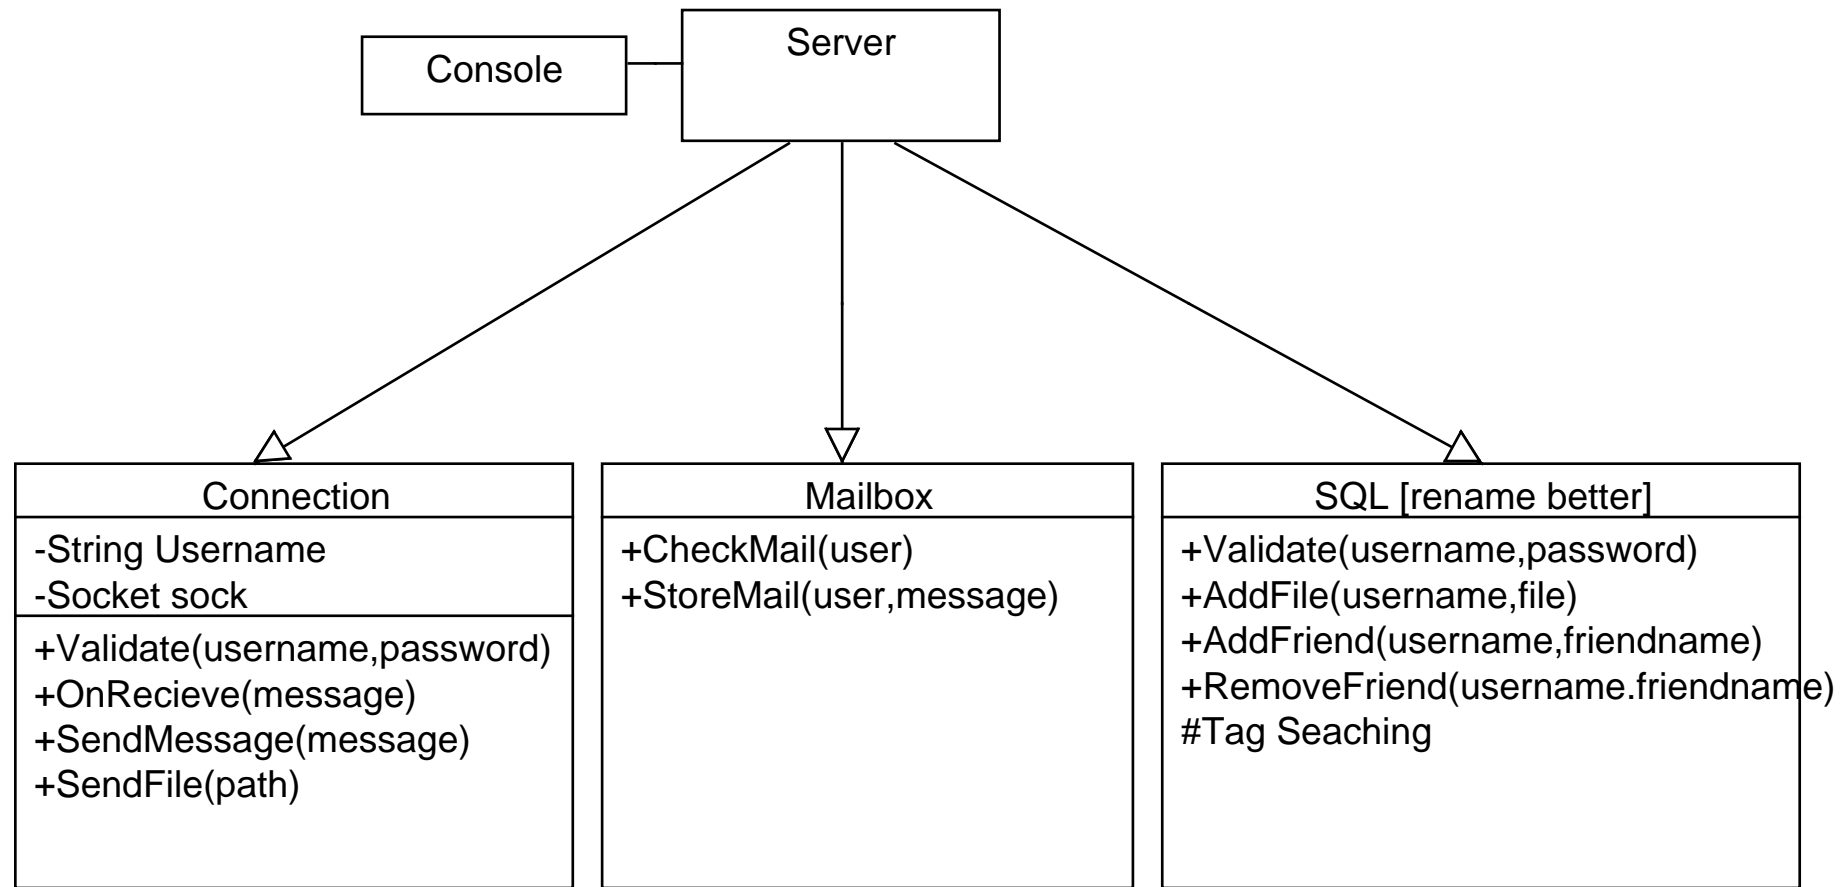 Console
Server
Connection
-String Username
-Socket sock
+Validate(username,password)
+OnRecieve(message)
+SendMessage(message)
+SendFile(path)
Mailbox
+CheckMail(user)
+StoreMail(user,message)
SQL [rename better]
+Validate(username,password)
+AddFile(username,file)
+AddFriend(username,friendname)
+RemoveFriend(username.friendname)
#Tag Seaching